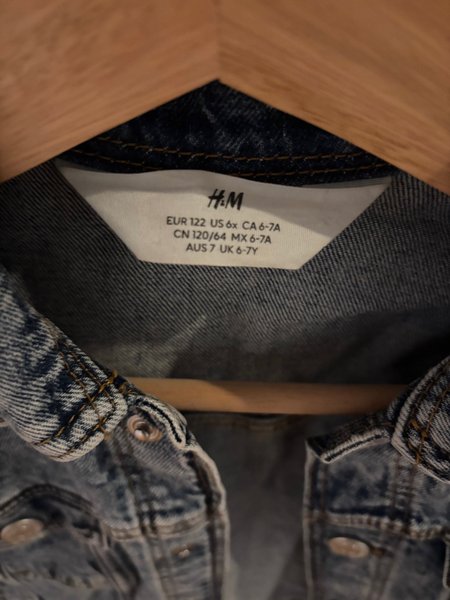 H&M
EUR 122 US 6x CA 6-7A
CN 120/64 MX 6-7A
AUS 7 UK 6-7Y